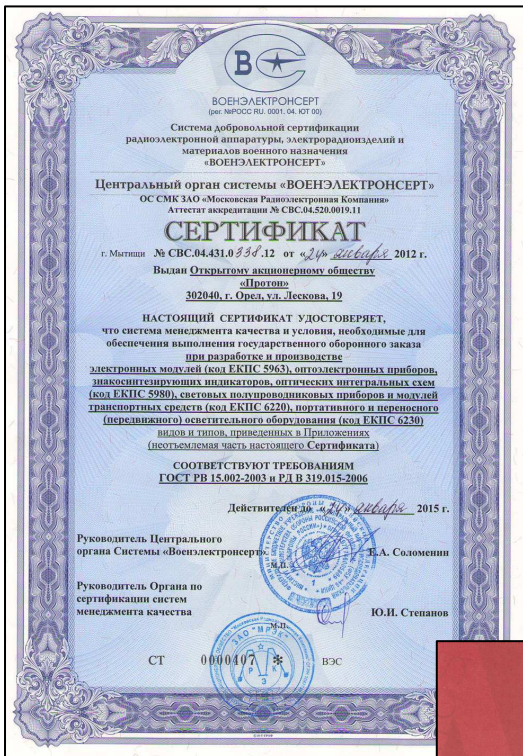 ВС
ВОЕНЭЛЕКТРОНСЕРТ
(рег. №РОСС RU. 0001. 04. ЮТ 00)
Система добровольной сертификации
радиоэлектронной аппаратуры, электрорадиоизделий и
материалов военного назначения
«ВОЕНЭЛЕКТРОНСЕРТ»
Центральный орган системы «ВОЕНЭЛЕКТРОНСЕРТ»
ОС СМК ЗАО «Московская Радиоэлектронная Компания»
Аттестат аккредитации № СВС.04.520.0019.11
СЕРТИФИКАТ
г. Мытищи № СВС.04.431.0338.12 от «24» января 2012 г.
Выдан Открытому акционерному обществу
«Протон»
302040, г. Орел, ул. Лескова, 19
НАСТОЯЩИЙ СЕРТИФИКАТ УДОСТОВЕРЯЕТ,
что система менеджмента качества и условия, необходимые для
обеспечения выполнения государственного оборонного заказа
при разработке и производстве
электронных модулей (код ЕКПС 5963), оптоэлектронных приборов,
знакосинтезирующих индикаторов, оптических интегральных схем
(код ЕКПС 5980), световых полупроводниковых приборов и модулей
транспортных средств (код ЕКПС 6220), портативного и переносного
(передвижного) осветительного оборудования (код ЕКПС 6230)
видов и типов, приведенных в Приложениях
(неотъемлемая часть настоящего Сертификата)
СООТВЕТСТВУЮТ ТРЕБОВАНИЯМ
ГОСТ РВ 15.002-2003 и РД В 319.015-2006
Действителен до «24» января 2015 г.
Руководитель Центрального
органа Системы «Военэлектронсерт»
Е.А. Соломенин
м.п.
Руководитель Органа по
сертификации систем
менеджмента качества
Ю.И. Степанов
м.п.
ЗАО "МРЭК"
СТ 0000407 * ВЭС